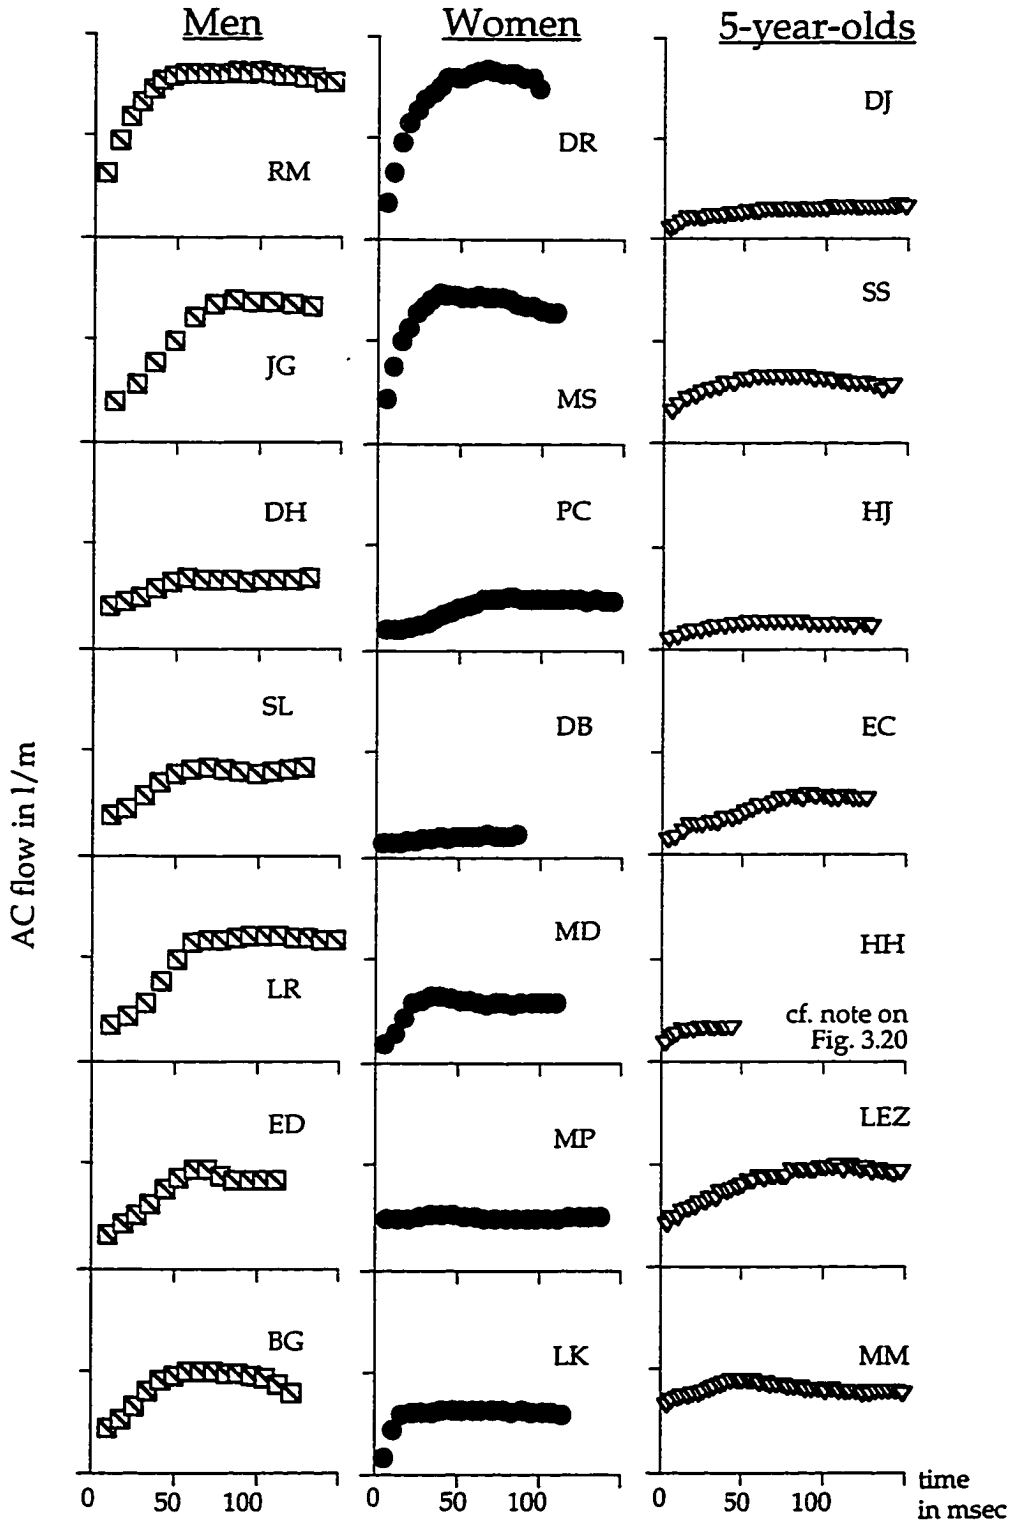 Men Women 5-year-olds
RM DR DJ
JG MS SS
DH PC HJ
SL DB EC
LR MD HH
cf. note on
Fig. 3.20
ED MP LEZ
BG LK MM
AC flow in l/m
0 50 100 0 50 100 0 50 100
time
in msec